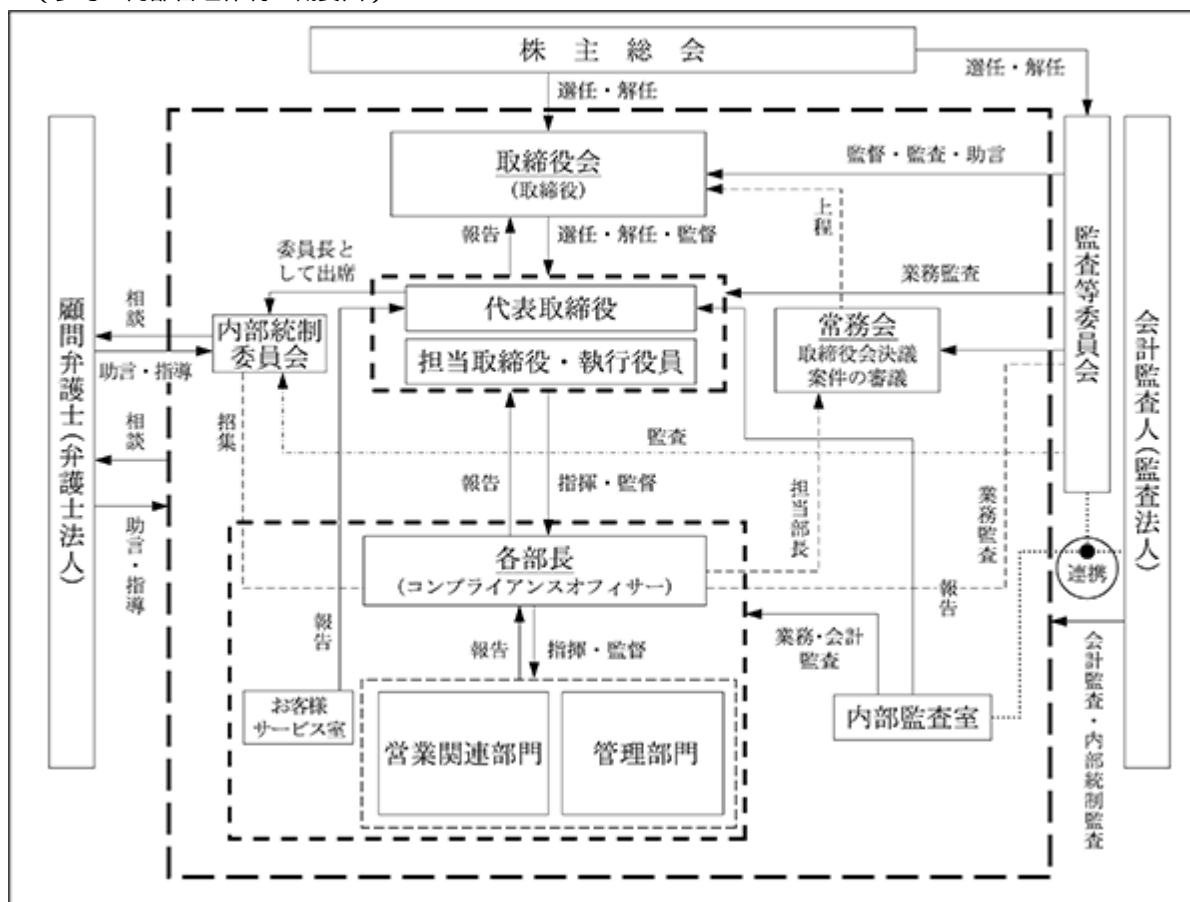 株主総会
選任・解任
選任・解任
取締役会
(取締役)
監督・監査・助言
上程
報告
選任・解任・監督
委員長と
して出席
業務監査
代表取締役
担当取締役・執行役員
内部統制
委員会
常務会
取締役会決議
案件の審議
監査等委員会
会計監査人(監査法人)
顧問弁護士(弁護士法人)
相談
助言・指導
相談
助言・指導
招集
監査
報告
指揮・監督
担当部長
業務監査
各部長
(コンプライアンスオフィサー)
連携
報告
報告
報告
指揮・監督
業務・会計
監査
会計監査・内部統制監査
お客様
サービス室
営業関連部門
管理部門
内部監査室